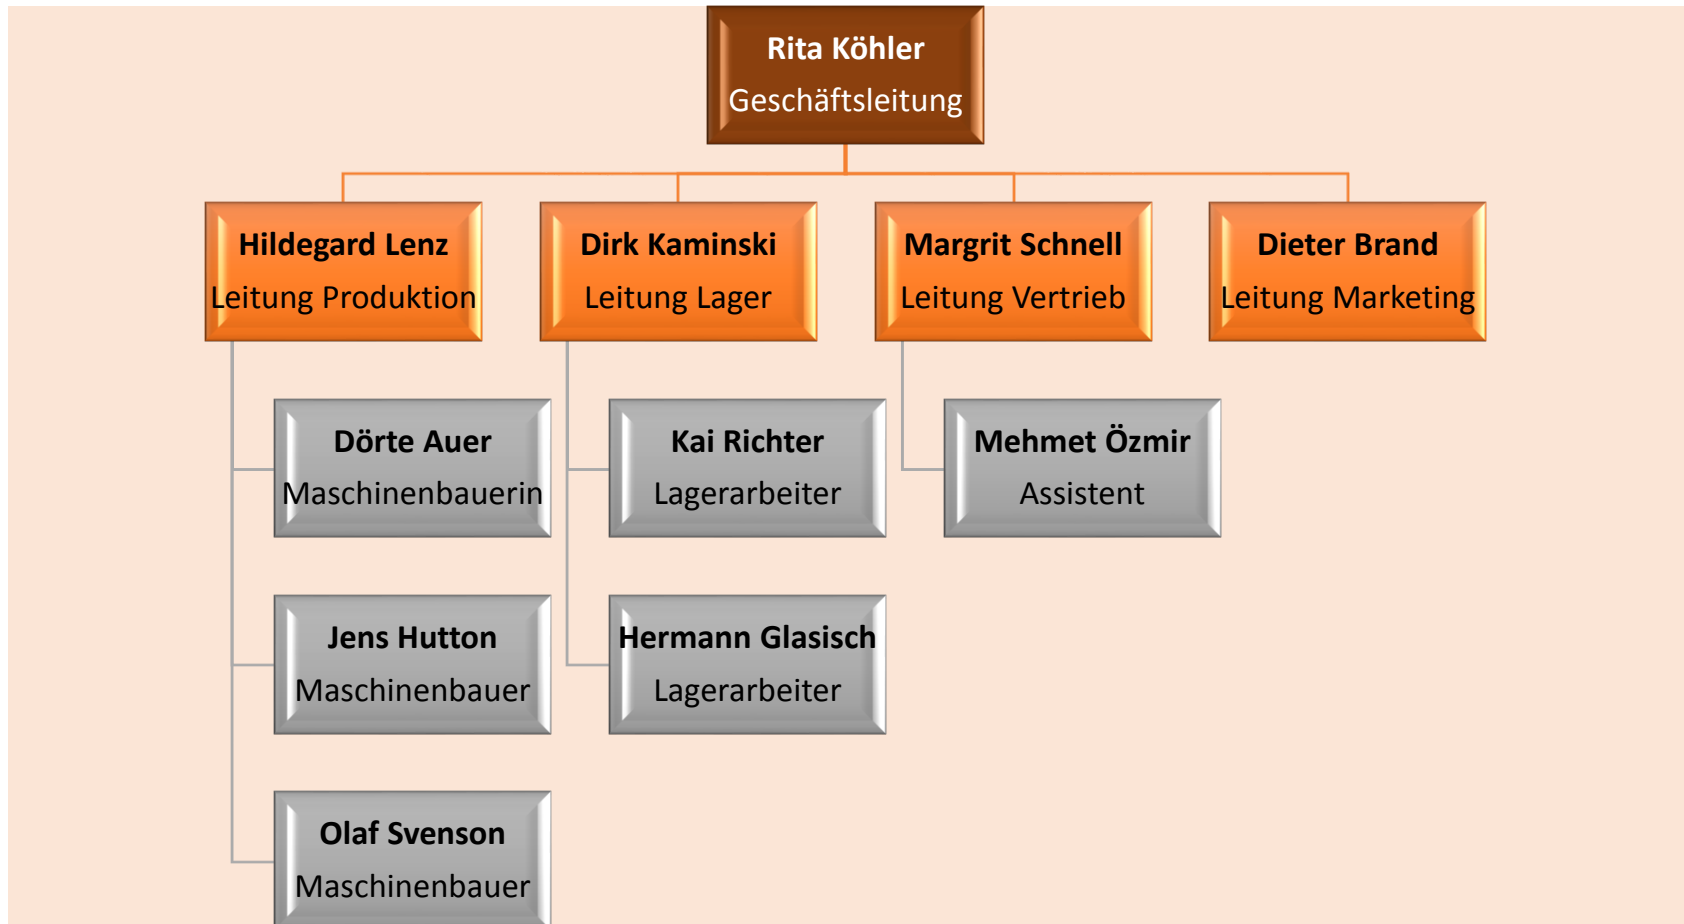 Rita Köhler
Geschäftsleitung
Hildegard Lenz
Leitung Produktion
Dirk Kaminski
Leitung Lager
Margrit Schnell
Leitung Vertrieb
Dieter Brand
Leitung Marketing
Dörte Auer
Maschinenbauerin
Kai Richter
Lagerarbeiter
Mehmet Özmir
Assistent
Jens Hutton
Maschinenbauer
Hermann Glasisch
Lagerarbeiter
Olaf Svenson
Maschinenbauer